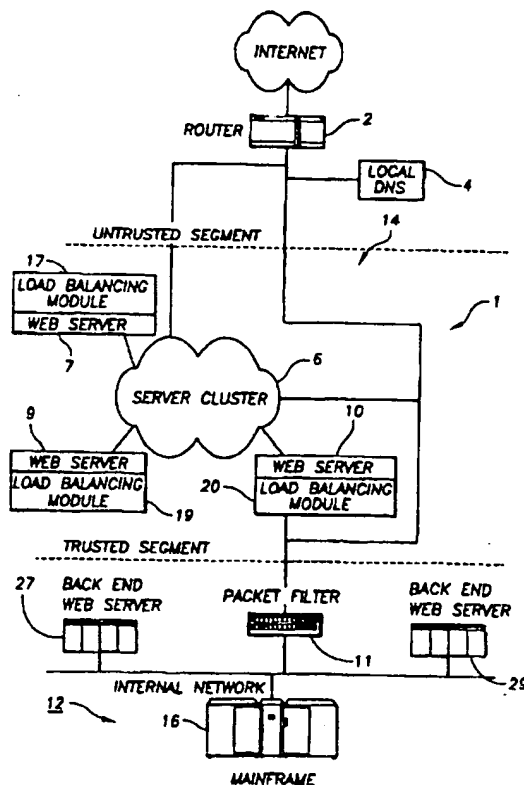 INTERNET
ROUTER
2
LOCAL
DNS
4
UNTRUSTED SEGMENT
14
17
LOAD BALANCING
MODULE
WEB SERVER
7
1
6
SERVER CLUSTER
9
WEB SERVER
LOAD BALANCING
MODULE
19
10
WEB SERVER
20
LOAD BALANCING
MODULE
TRUSTED SEGMENT
BACK END
WEB SERVER
27
PACKET FILTER
11
BACK END
WEB SERVER
29
INTERNAL NETWORK
12
16
MAINFRAME